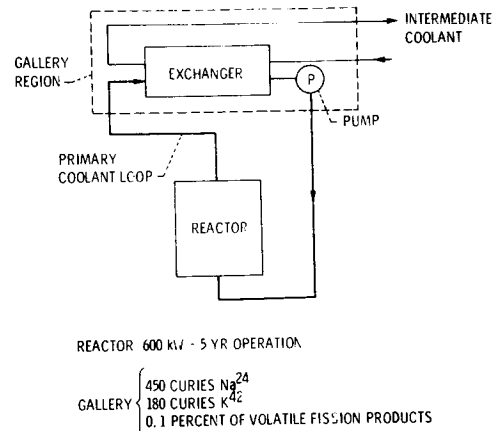 INTERMEDIATE
COOLANT
GALLERY
REGION
EXCHANGER
P
PUMP
PRIMARY
COOLANT LOOP
REACTOR
REACTOR 600 kW - 5 YR OPERATION
GALLERY
450 CURIES Na24
180 CURIES K42
0.1 PERCENT OF VOLATILE FISSION PRODUCTS